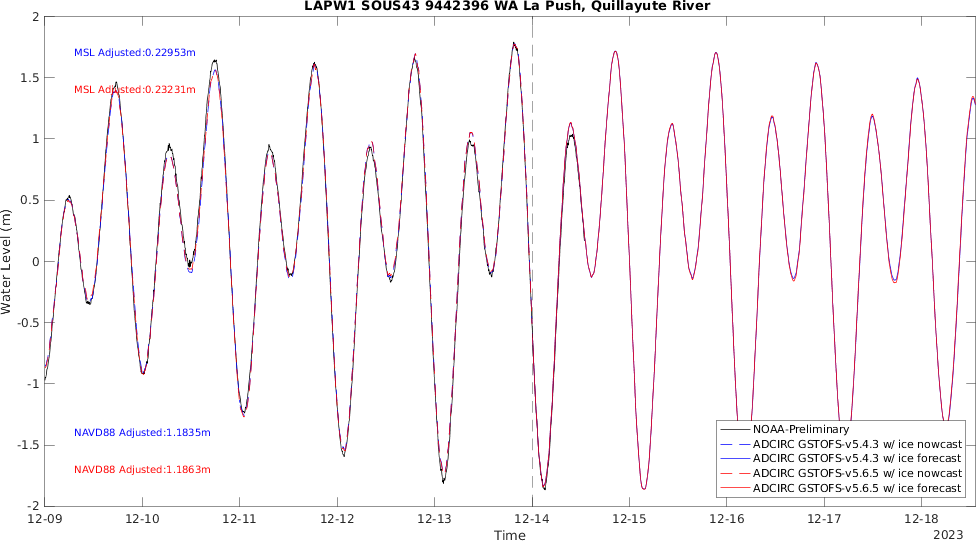 LAPW1 SOUS43 9442396 WA La Push, Quillayute River
2
1.5
1
0.5
0
-0.5
-1
-1.5
-2
Water Level (m)
MSL Adjusted:0.22953m
MSL Adjusted:0.23231m
NAVD88 Adjusted:1.1835m
NAVD88 Adjusted:1.1863m
NOAA-Preliminary
ADCIRC GSTOFS-v5.4.3 w/ ice nowcast
ADCIRC GSTOFS-v5.4.3 w/ ice forecast
ADCIRC GSTOFS-v5.6.5 w/ ice nowcast
ADCIRC GSTOFS-v5.6.5 w/ ice forecast
12-09 12-10 12-11 12-12 12-13 12-14 12-15 12-16 12-17 12-18
Time
2023